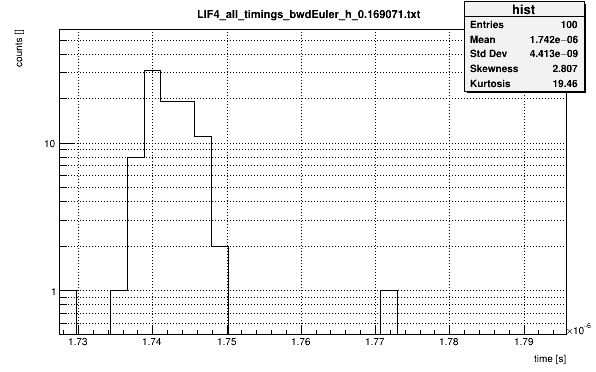 LIF4_all_timings_bwdEuler_h_0.169071.txt
hist
Entries 100
Mean 1.742e−06
Std Dev 4.413e−09
Skewness 2.807
Kurtosis 19.46
counts []
10
1
1.73 1.74 1.75 1.76 1.77 1.78 1.79
×10⁻⁶
time [s]